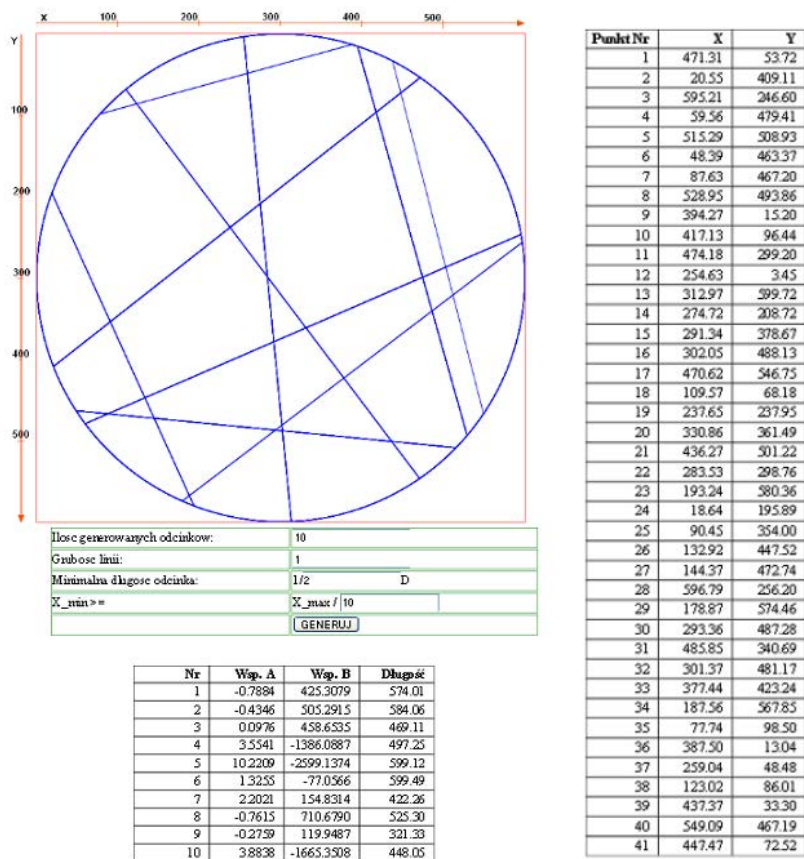 X 100 200 300 400 500
Y
100
200
300
400
500
Ilosc generowanych odcinkow: 10
Grubosc linii: 1
Minimalna dlugosc odcinka: 1/2 D
X_min >= X_max / 10
GENERUJ
Nr Wsp. A Wsp. B Długość
1 -0.7884 425.3079 574.01
2 -0.4346 505.2915 584.06
3 0.0976 458.6535 469.11
4 3.5541 -1386.0887 497.25
5 10.2209 -2599.1374 599.12
6 1.3255 -77.0566 599.49
7 2.2021 154.8314 422.26
8 -0.7615 710.6790 525.30
9 -0.2759 119.9487 321.33
10 3.8838 -1665.3508 448.05
Punkt Nr X Y
1 471.31 53.72
2 20.55 409.11
3 595.21 246.60
4 59.56 479.41
5 515.29 508.93
6 48.39 463.37
7 87.63 467.20
8 528.95 493.86
9 394.27 15.20
10 417.13 96.44
11 474.18 299.20
12 254.63 3.45
13 312.97 599.72
14 274.72 208.72
15 291.34 378.67
16 302.05 488.13
17 470.62 546.75
18 109.57 68.18
19 237.65 237.95
20 330.86 361.49
21 436.27 501.22
22 283.53 298.76
23 193.24 580.36
24 18.64 195.89
25 90.45 354.00
26 132.92 447.52
27 144.37 472.74
28 596.79 256.20
29 178.87 574.46
30 293.36 487.28
31 485.85 340.69
32 301.37 481.17
33 377.44 423.24
34 187.56 567.85
35 77.74 98.50
36 387.50 13.04
37 259.04 48.48
38 123.02 86.01
39 437.37 33.30
40 549.09 467.19
41 447.47 72.52